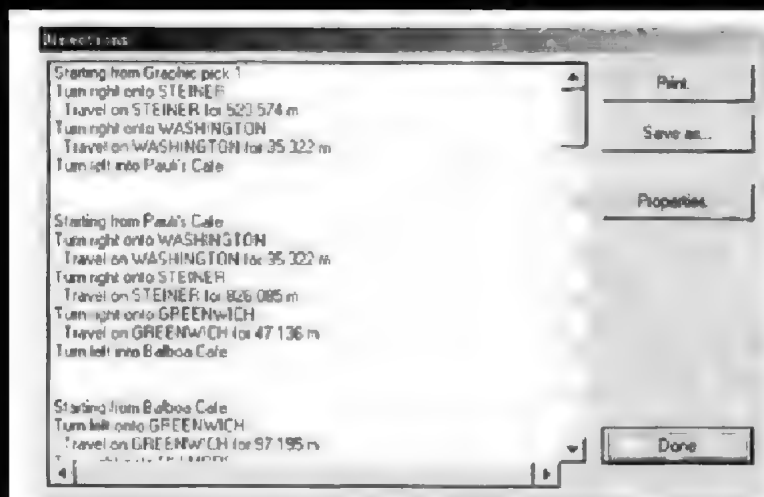 Directions
Starting from Graphic pick 1
Turn right onto STEINER
Travel on STEINER for 520.574 m
Turn right onto WASHINGTON
Travel on WASHINGTON for 35.322 m
Turn left into Pauli's Cafe
Starting from Pauli's Cafe
Turn right onto WASHINGTON
Travel on WASHINGTON for 35.322 m
Turn right onto STEINER
Travel on STEINER for 826.085 m
Turn right onto GREENWICH
Travel on GREENWICH for 47.136 m
Turn left into Balboa Cafe
Starting from Balboa Cafe
Turn left onto GREENWICH
Travel on GREENWICH for 97.195 m
Print.
Save as...
Properties.
Done